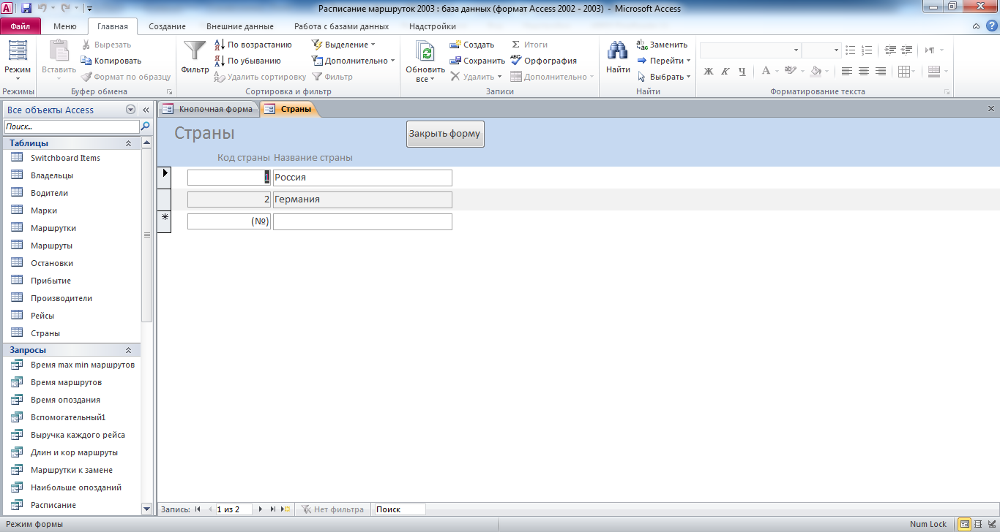 Расписание маршруток 2003 : база данных (формат Access 2002 - 2003) - Microsoft Access
Файл Меню Главная Создание Внешние данные Работа с базами данных Надстройки
Режим
Режимы
Вставить
Вырезать
Копировать
Формат по образцу
Буфер обмена
Фильтр
По возрастанию
По убыванию
Удалить сортировку
Выделение
Дополнительно
Фильтр
Сортировка и фильтр
Обновить
все
Создать
Сохранить
Удалить
Итоги
Орфография
Дополнительно
Записи
Найти
Заменить
Перейти
Выбрать
Найти
Ж К Ч
А
Форматирование текста
Все объекты Access
Поиск...
Таблицы
Switchboard Items
Владельцы
Водители
Марки
Маршрутки
Маршруты
Остановки
Прибытие
Производители
Рейсы
Страны
Запросы
Время max min маршрутов
Время маршрутов
Время опоздания
Вспомогательный1
Выручка каждого рейса
Длин и кор маршруты
Маршрутки к замене
Наибольше опозданий
Расписание
Кнопочная форма Страны
Страны
Закрыть форму
Код страны Название страны
1 Россия
2 Германия
(№)
Запись: 1 из 2 Нет фильтра Поиск
Режим формы Num Lock